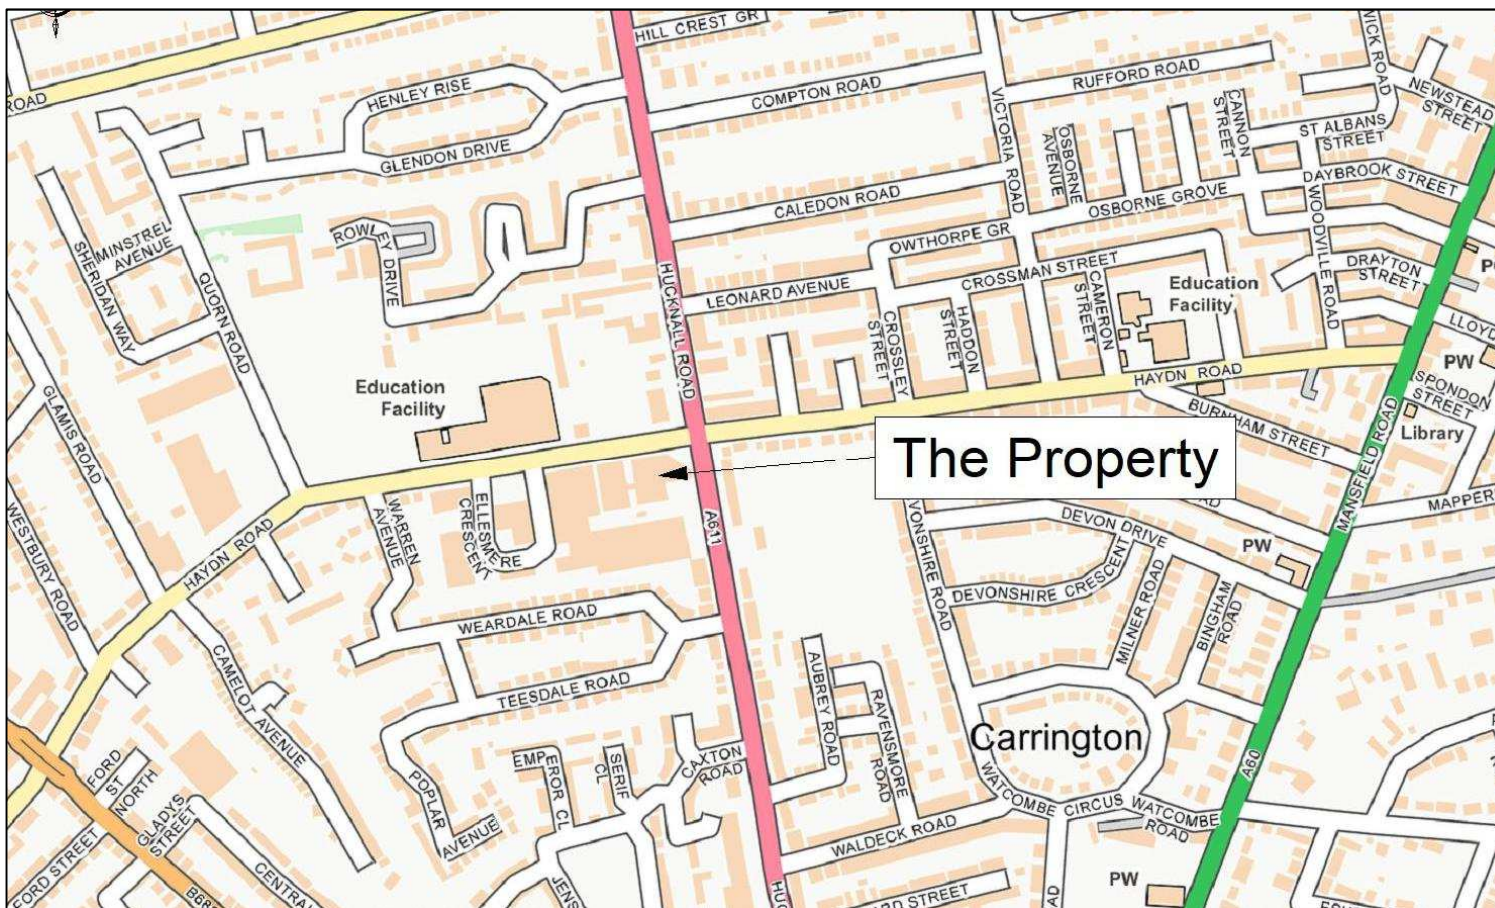 HILL CREST GR
ROAD
HENLEY RISE
COMPTON ROAD
RUFFORD ROAD
NEWSTEAD
STREET
VICTORIA ROAD
OSBORNE
AVENUE
CANNON
STREET
ST ALBANS
STREET
GLENDON DRIVE
DAYBROOK STREET
CALEDON ROAD
OSBORNE GROVE
WOODVILLE ROAD
MINSTREL
AVENUE
SHERIDAN WAY
ROWLEY
DRIVE
OWTHORPE GR
CROSSMAN STREET
DRAYTON
STREET
QUORN ROAD
HUCKNALL ROAD
LEONARD AVENUE
CROSSLEY
STREET
HADDON
STREET
CAMERON
STREET
Education
Facility
LLOYD
PW
SPONDON
STREET
Library
HAYDN ROAD
BURNHAM STREET
MANSFIELD ROAD
GLAMIS ROAD
Education
Facility
The Property
WESTBURY ROAD
HAYDN ROAD
WARREN
AVENUE
ELLESMERE
CRESCENT
A611
DEVON DRIVE
PW
DEVONSHIRE CRESCENT
MILNER ROAD
BINGHAM
ROAD
WEARDALE ROAD
TEESDALE ROAD
CAMELOT AVENUE
AUBREY ROAD
RAVENSMORE
ROAD
Carrington
A60
FORD
ST
NORTH
FORD STREET
GLADYS
STREET
POPLAR
AVENUE
EMPEROR CL
SERIF
CL
CAXTON
ROAD
WATCOMBE CIRCUS
WATCOMBE
ROAD
WALDECK ROAD
PW